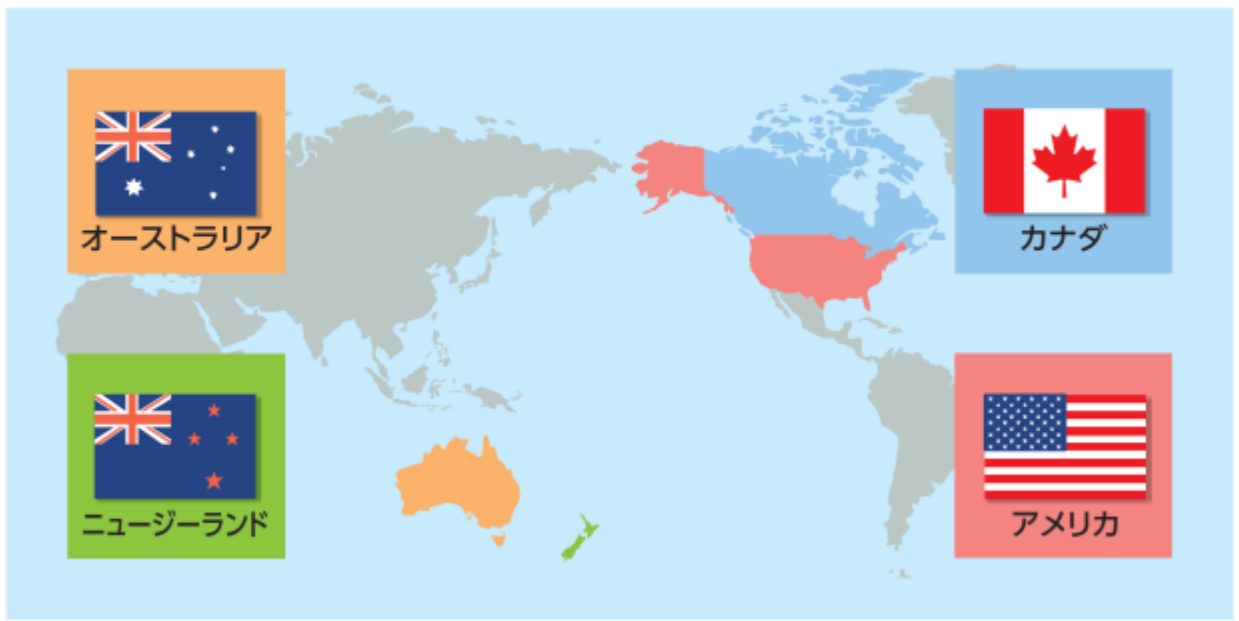 オーストラリア
カナダ
ニュージーランド
アメリカ